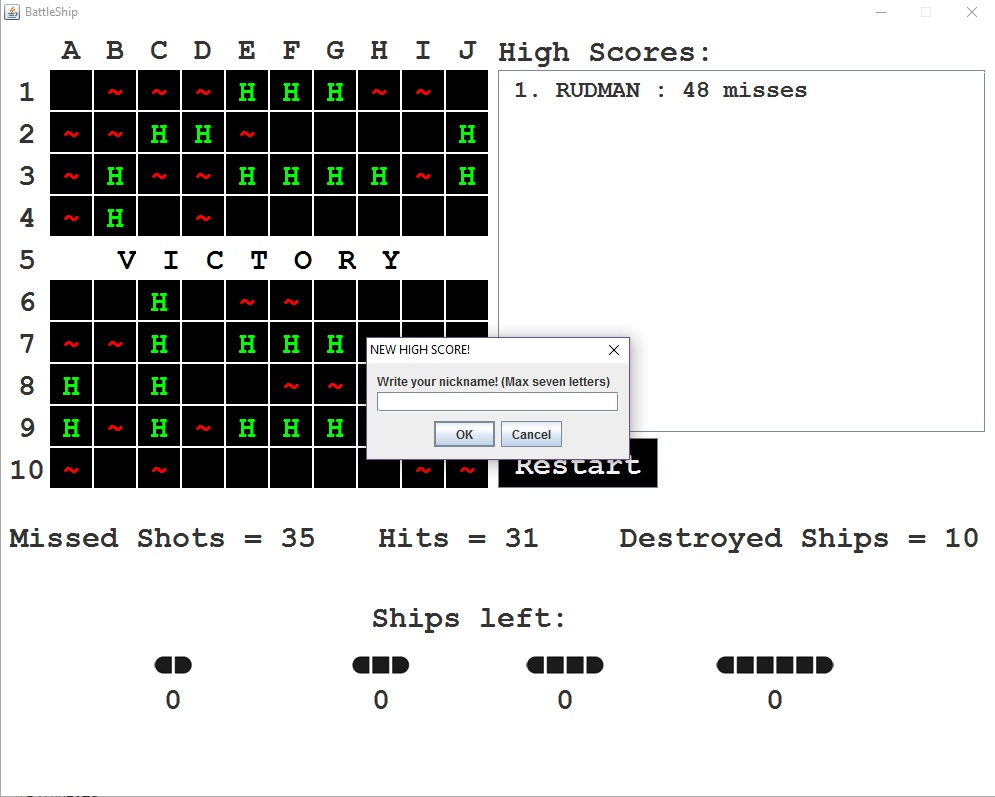 BattleShip
A B C D E F G H I J
High Scores:
1 ~ ~ ~ H H H ~ ~
1. RUDMAN : 48 misses
2 ~ ~ H H ~ H
3 ~ H ~ ~ H H H H ~ H
4 ~ H ~
5 V I C T O R Y
6 H ~ ~
7 ~ ~ H H H H
8 H H ~ ~
9 H ~ H ~ H H H
10 ~ ~ ~ ~
NEW HIGH SCORE!
Write your nickname! (Max seven letters)
OK Cancel
Restart
Missed Shots = 35 Hits = 31 Destroyed Ships = 10
Ships left:
0 0 0 0